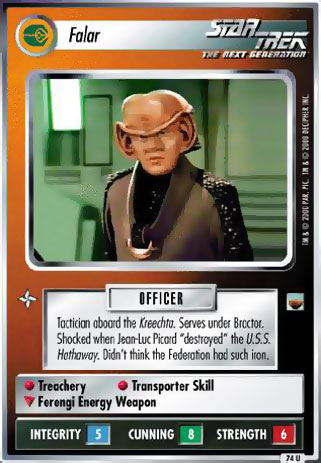 Falar
STAR TREK
THE NEXT GENERATION
TM & © 2000 PAR. PIC. TM & © 2000 DECIPHER INC.
OFFICER
Tactician aboard the Kreechta. Serves under Bractor.
Shocked when Jean-Luc Picard "destroyed" the U.S.S.
Hathaway. Didn't think the Federation had such iron.
Treachery Transporter Skill
Ferengi Energy Weapon
INTEGRITY 5 CUNNING 8 STRENGTH 6
74 U